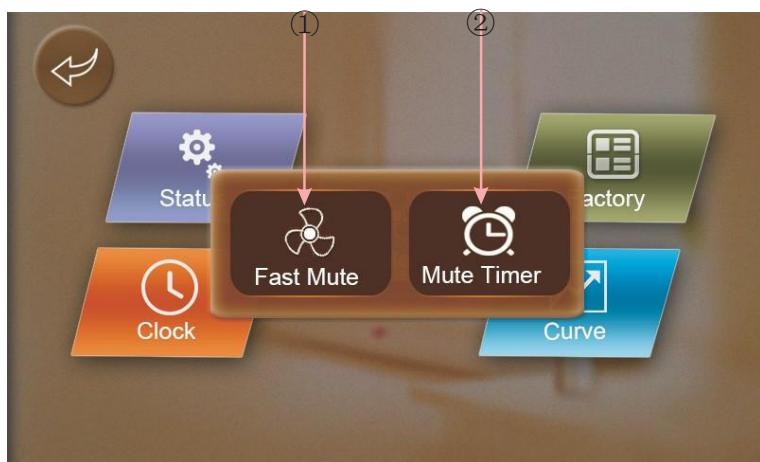 ① ②
Statu
actory
Fast Mute Mute Timer
Clock
Curve